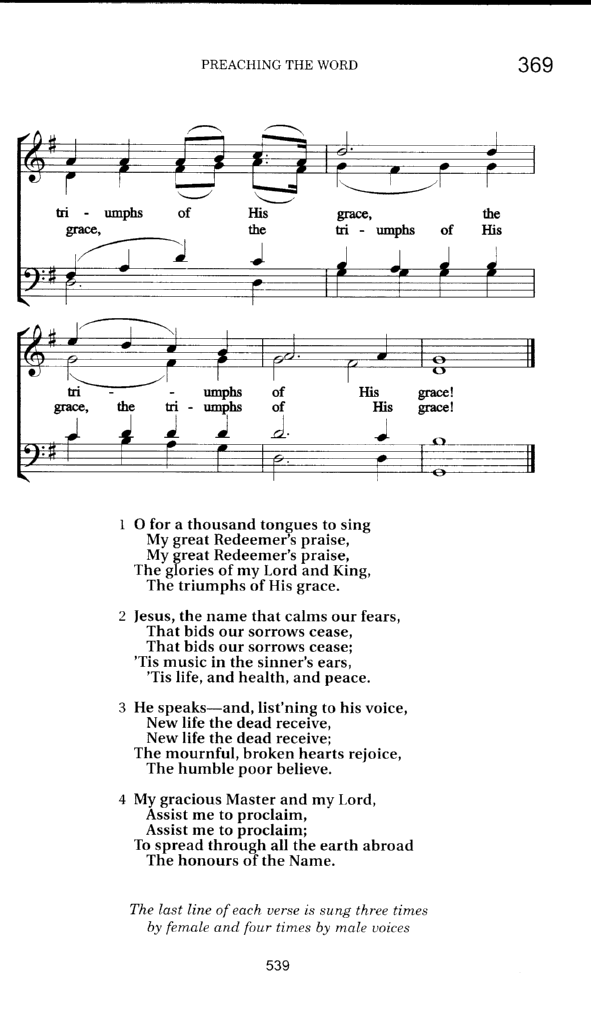 PREACHING THE WORD
369
tri - umphs of His grace, the
grace, the tri - umphs of His
tri - - umphs of His grace!
grace, the tri - umphs of His grace!
1 O for a thousand tongues to sing
My great Redeemer's praise,
My great Redeemer's praise,
The glories of my Lord and King,
The triumphs of His grace.
2 Jesus, the name that calms our fears,
That bids our sorrows cease,
That bids our sorrows cease;
'Tis music in the sinner's ears,
'Tis life, and health, and peace.
3 He speaks—and, list'ning to his voice,
New life the dead receive,
New life the dead receive;
The mournful, broken hearts rejoice,
The humble poor believe.
4 My gracious Master and my Lord,
Assist me to proclaim,
Assist me to proclaim;
To spread through all the earth abroad
The honours of the Name.
The last line of each verse is sung three times
by female and four times by male voices
539